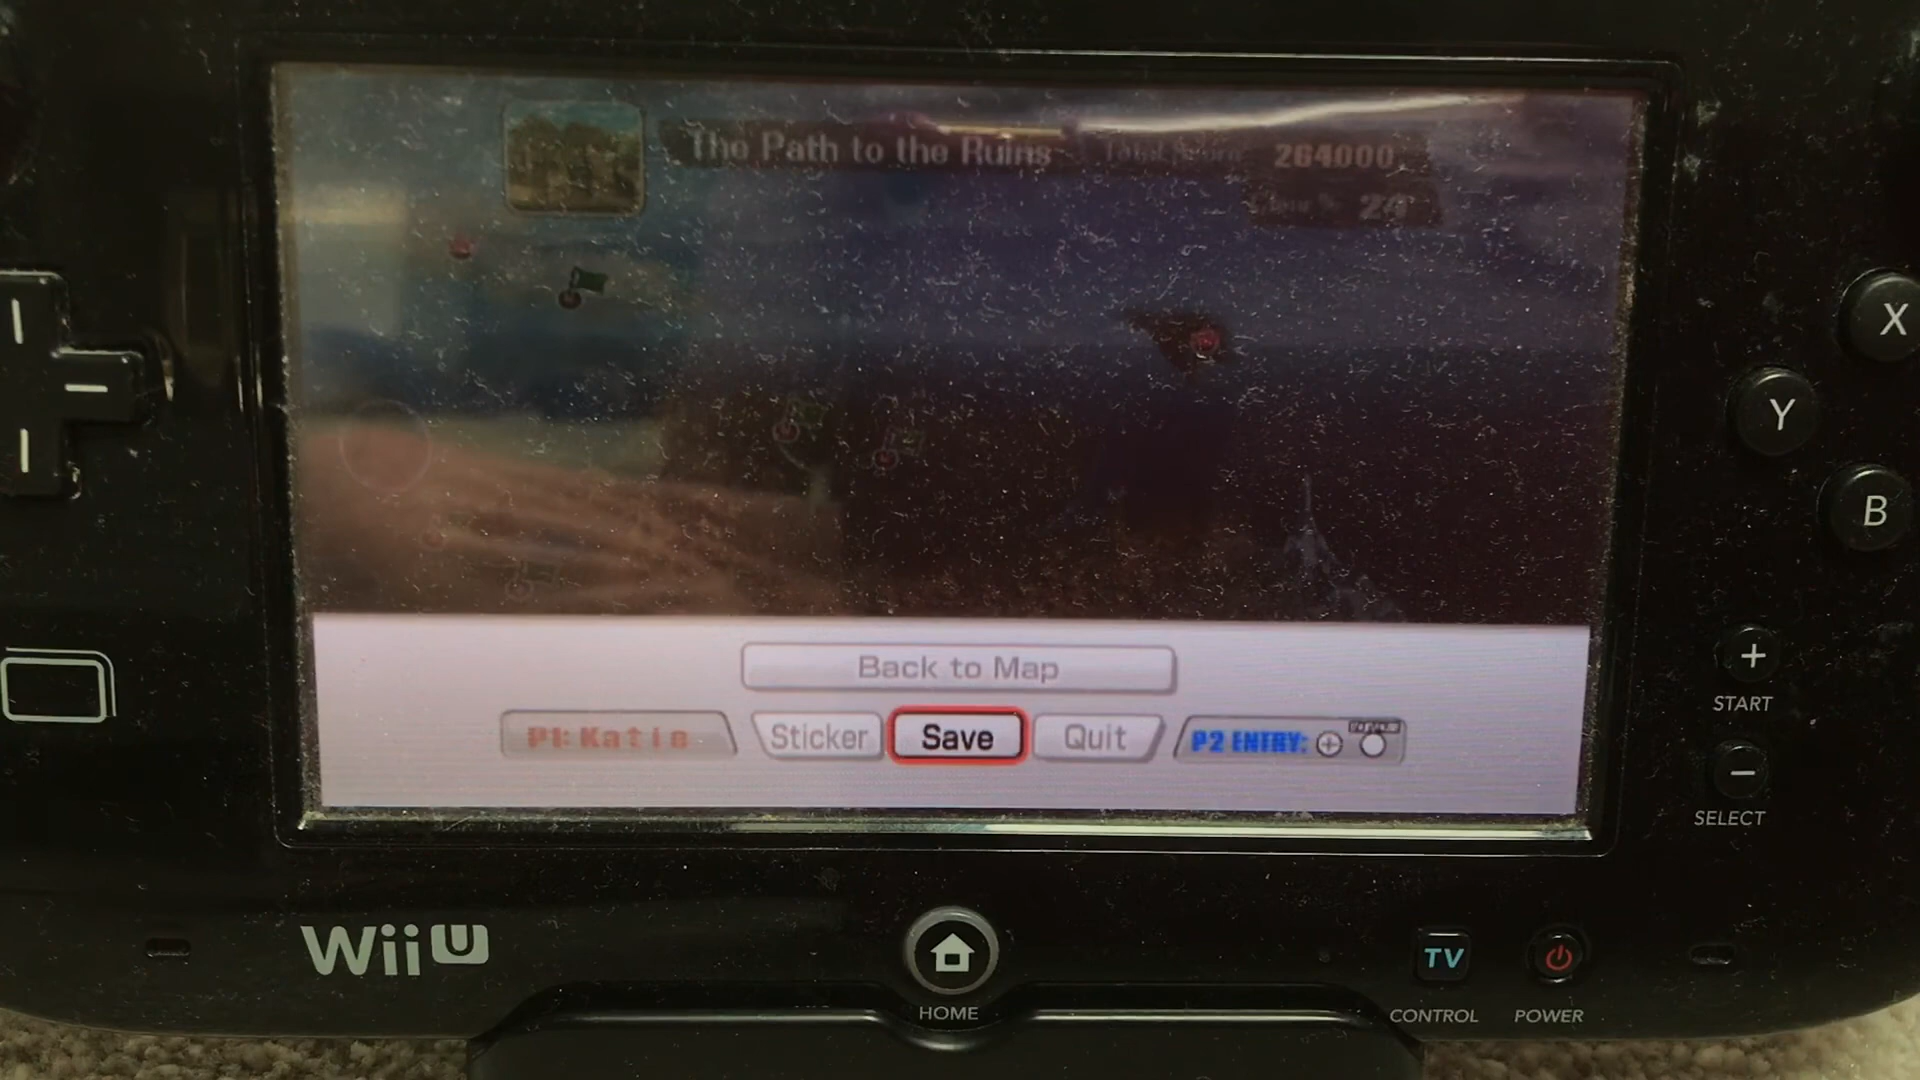 The Path to the Ruins
264000
Back to Map
P1: Katie
Sticker
Save
Quit
P2 ENTRY:
X
Y
B
START
SELECT
Wii U
HOME
TV
CONTROL
POWER